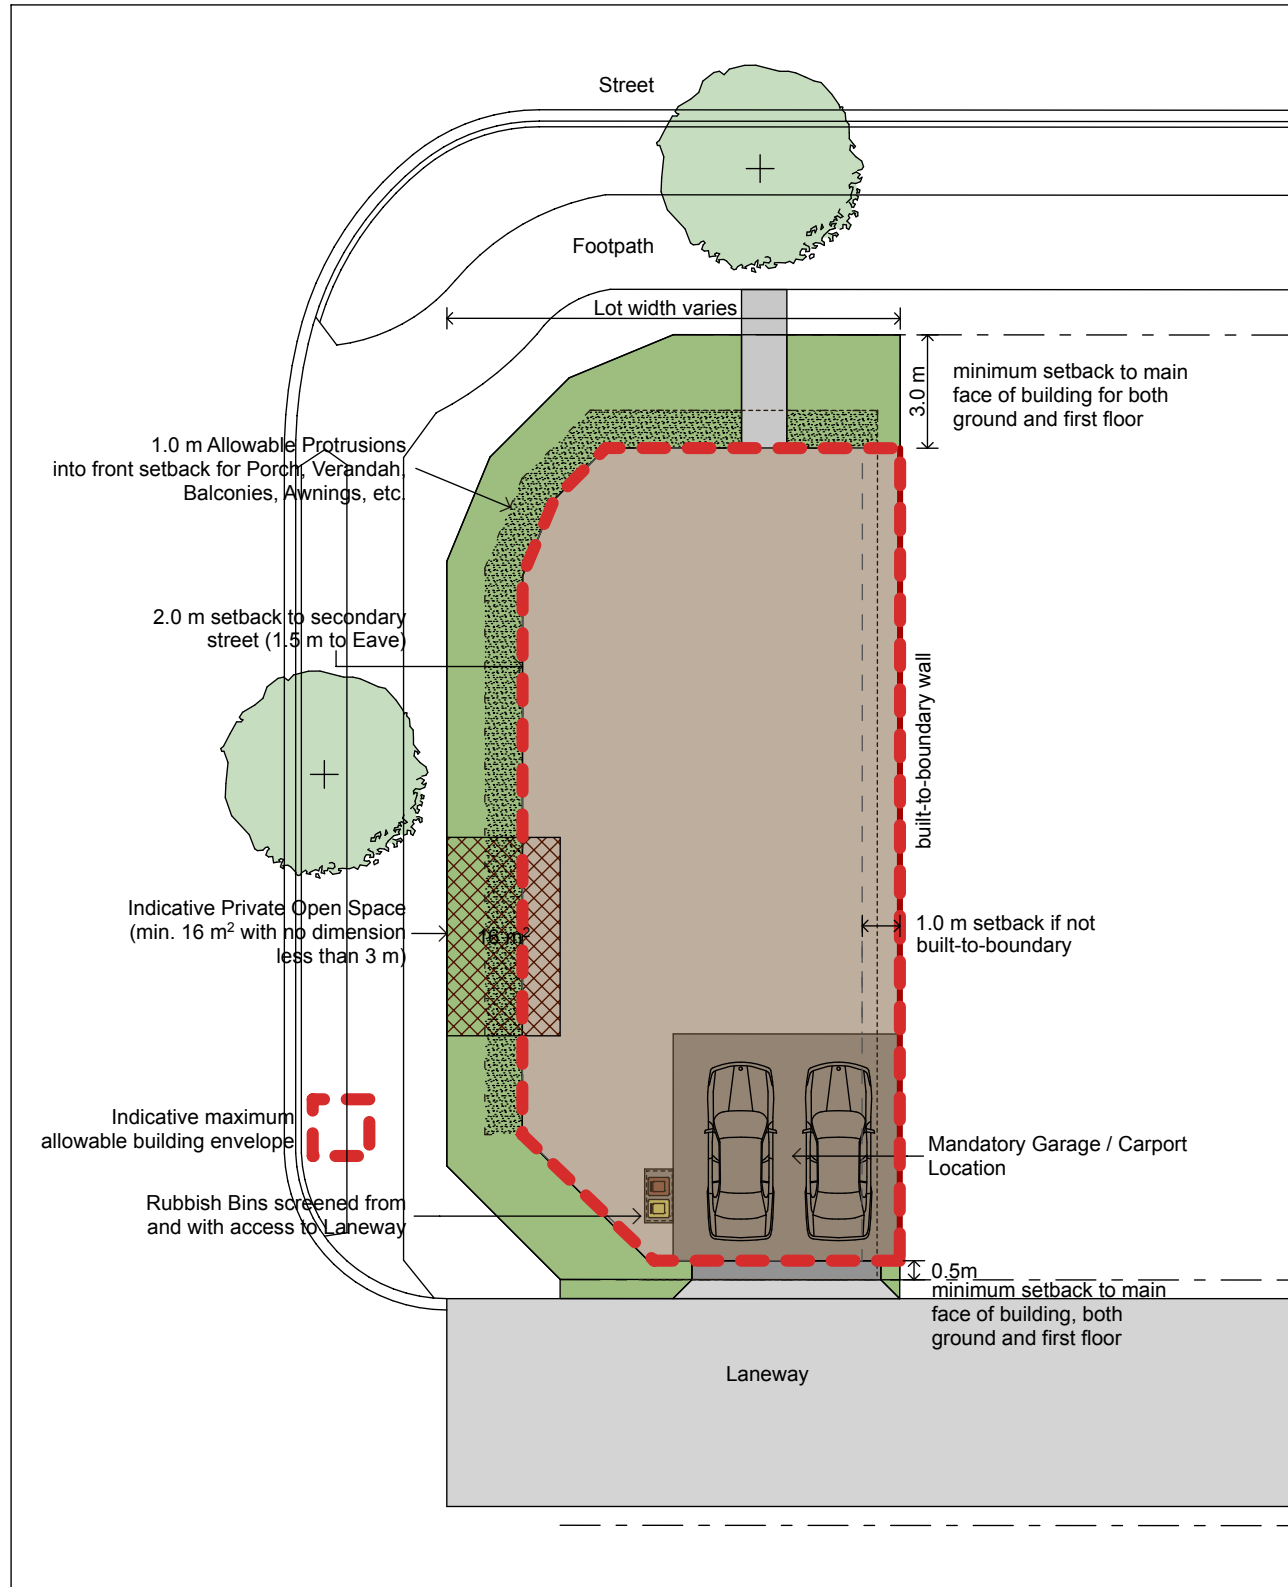 Street
Footpath
Lot width varies
3.0 m
minimum setback to main
face of building for both
ground and first floor
1.0 m Allowable Protrusions
into front setback for Porch, Verandah,
Balconies, Awnings, etc.
2.0 m setback to secondary
street (1.5 m to Eave)
built-to-boundary wall
Indicative Private Open Space
(min. 16 m² with no dimension
less than 3 m)
16 m²
1.0 m setback if not
built-to-boundary
Indicative maximum
allowable building envelope
Mandatory Garage / Carport
Location
Rubbish Bins screened from
and with access to Laneway
0.5m
minimum setback to main
face of building, both
ground and first floor
Laneway